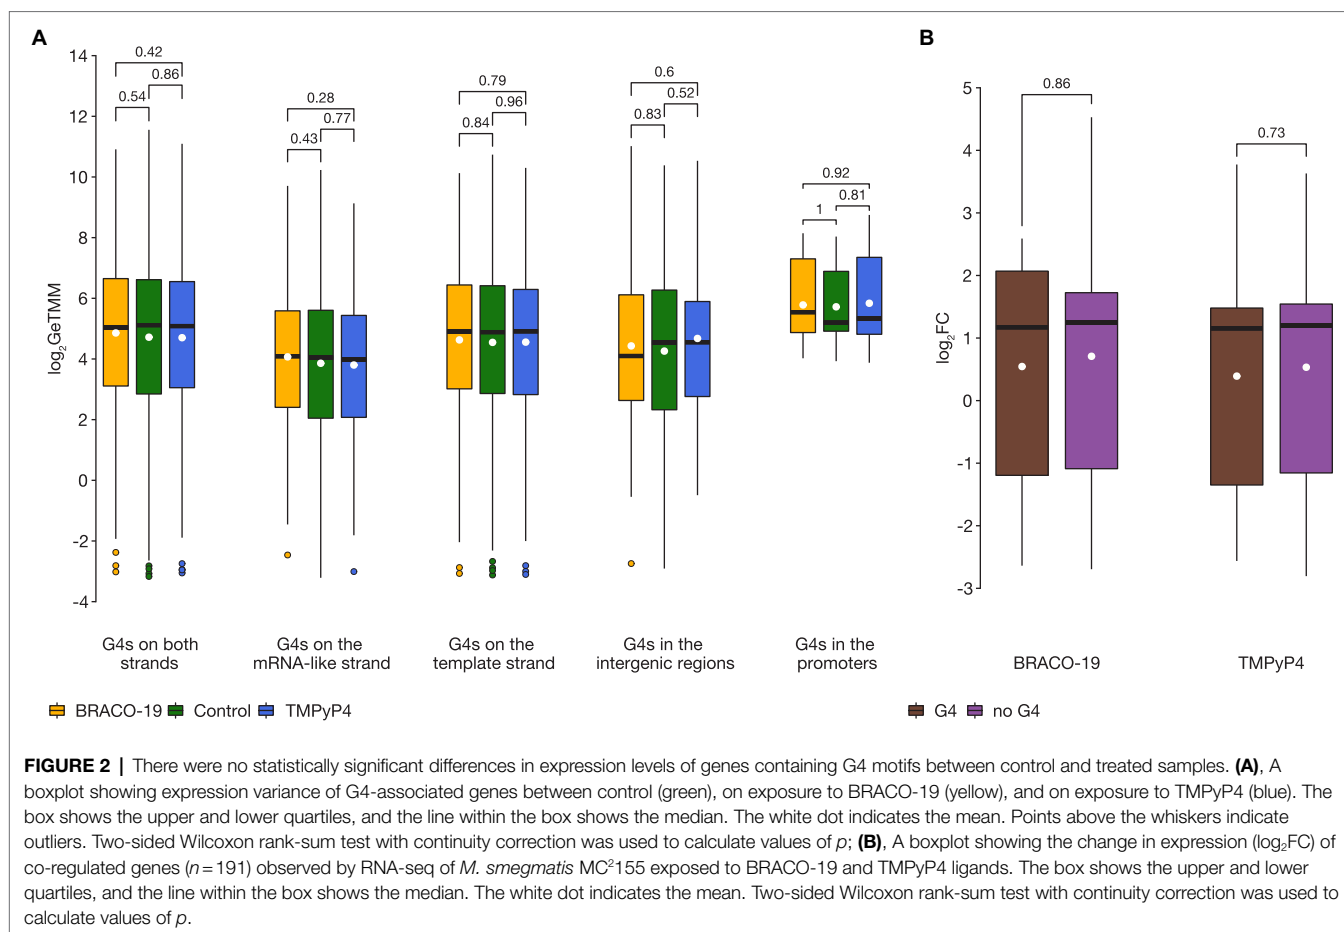 A
B
14
12
10
8
6
4
2
0
-2
-4
log₂GeTMM
0.42
0.86
0.54
0.28
0.77
0.43
0.79
0.96
0.84
0.6
0.52
0.83
0.92
0.81
1
G4s on both
strands
G4s on the
mRNA-like strand
G4s on the
template strand
G4s in the
intergenic regions
G4s in the
promoters
BRACO-19 Control TMPyP4
5
4
3
2
1
0
-1
-2
-3
log₂FC
0.86
0.73
BRACO-19
TMPyP4
G4 no G4
FIGURE 2 | There were no statistically significant differences in expression levels of genes containing G4 motifs between control and treated samples. (A), A
boxplot showing expression variance of G4-associated genes between control (green), on exposure to BRACO-19 (yellow), and on exposure to TMPyP4 (blue). The
box shows the upper and lower quartiles, and the line within the box shows the median. The white dot indicates the mean. Points above the whiskers indicate
outliers. Two-sided Wilcoxon rank-sum test with continuity correction was used to calculate values of p; (B), A boxplot showing the change in expression (log₂FC) of
co-regulated genes (n=191) observed by RNA-seq of M. smegmatis MC²155 exposed to BRACO-19 and TMPyP4 ligands. The box shows the upper and lower
quartiles, and the line within the box shows the median. The white dot indicates the mean. Two-sided Wilcoxon rank-sum test with continuity correction was used to
calculate values of p.